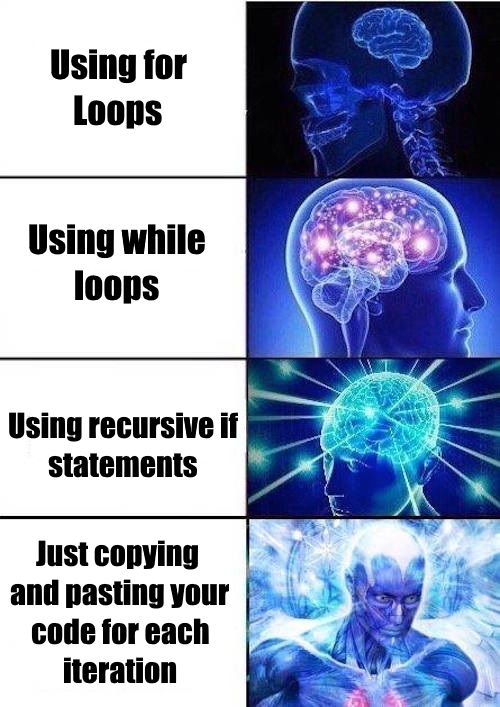 Using for
Loops
Using while
loops
Using recursive if
statements
Just copying
and pasting your
code for each
iteration